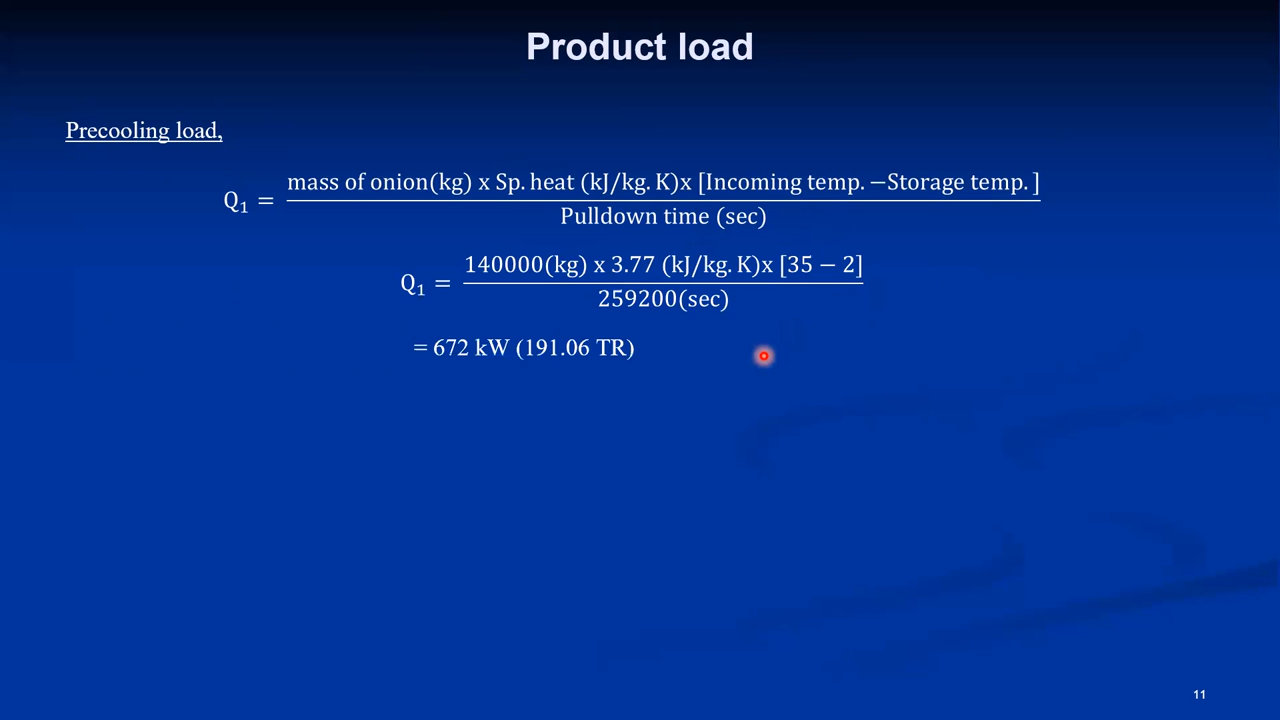 Product load
Precooling load,
Q₁ = mass of onion(kg) x Sp. heat (kJ/kg. K)x [Incoming temp. −Storage temp. ]
Pulldown time (sec)
Q₁ = 140000(kg) x 3.77 (kJ/kg. K)x [35 − 2]
259200(sec)
= 672 kW (191.06 TR)
11